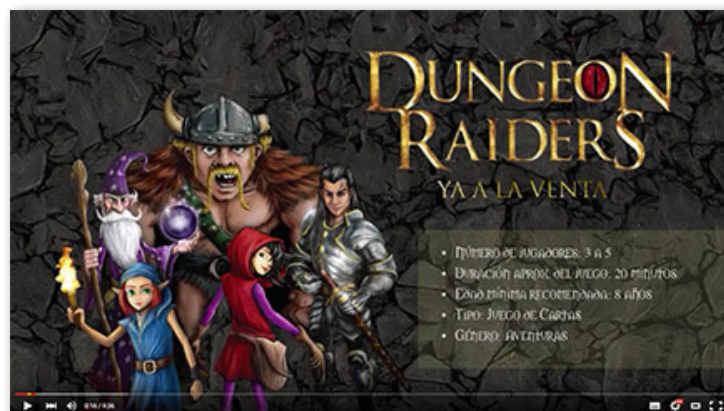 DUNGEON
RAIDERS
YA A LA VENTA
• NÚMERO DE JUGADORES: 3 A 5
• DURACIÓN APROX. DEL JUEGO: 20 MINUTOS
• EDAD MÍNIMA RECOMENDADA: 8 AÑOS
• TIPO: JUEGO DE CARTAS
• GÉNERO: AVENTURAS